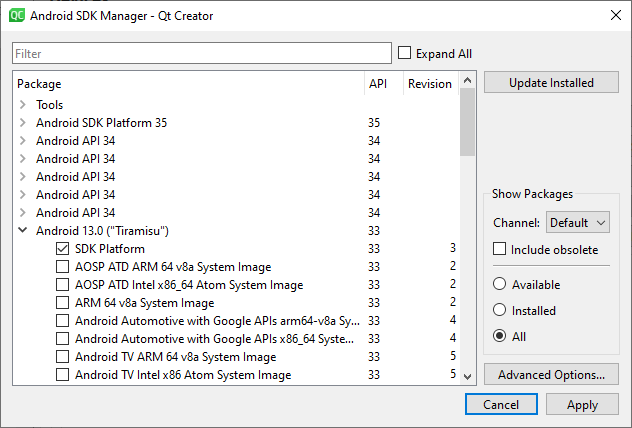 QC Android SDK Manager - Qt Creator
Filter
Expand All
Package API Revision
Update Installed
Tools
Android SDK Platform 35 35
Android API 34 34
Android API 34 34
Android API 34 34
Android API 34 34
Android API 34 34
Android 13.0 ("Tiramisu") 33
SDK Platform 33 3
AOSP ATD ARM 64 v8a System Image 33 2
AOSP ATD Intel x86_64 Atom System Image 33 2
ARM 64 v8a System Image 33 2
Android Automotive with Google APIs arm64-v8a Sy... 33 4
Android Automotive with Google APIs x86_64 Syste... 33 4
Android TV ARM 64 v8a System Image 33 5
Android TV Intel x86 Atom System Image 33 5
Show Packages
Channel: Default
Include obsolete
Available
Installed
All
Advanced Options...
Cancel Apply